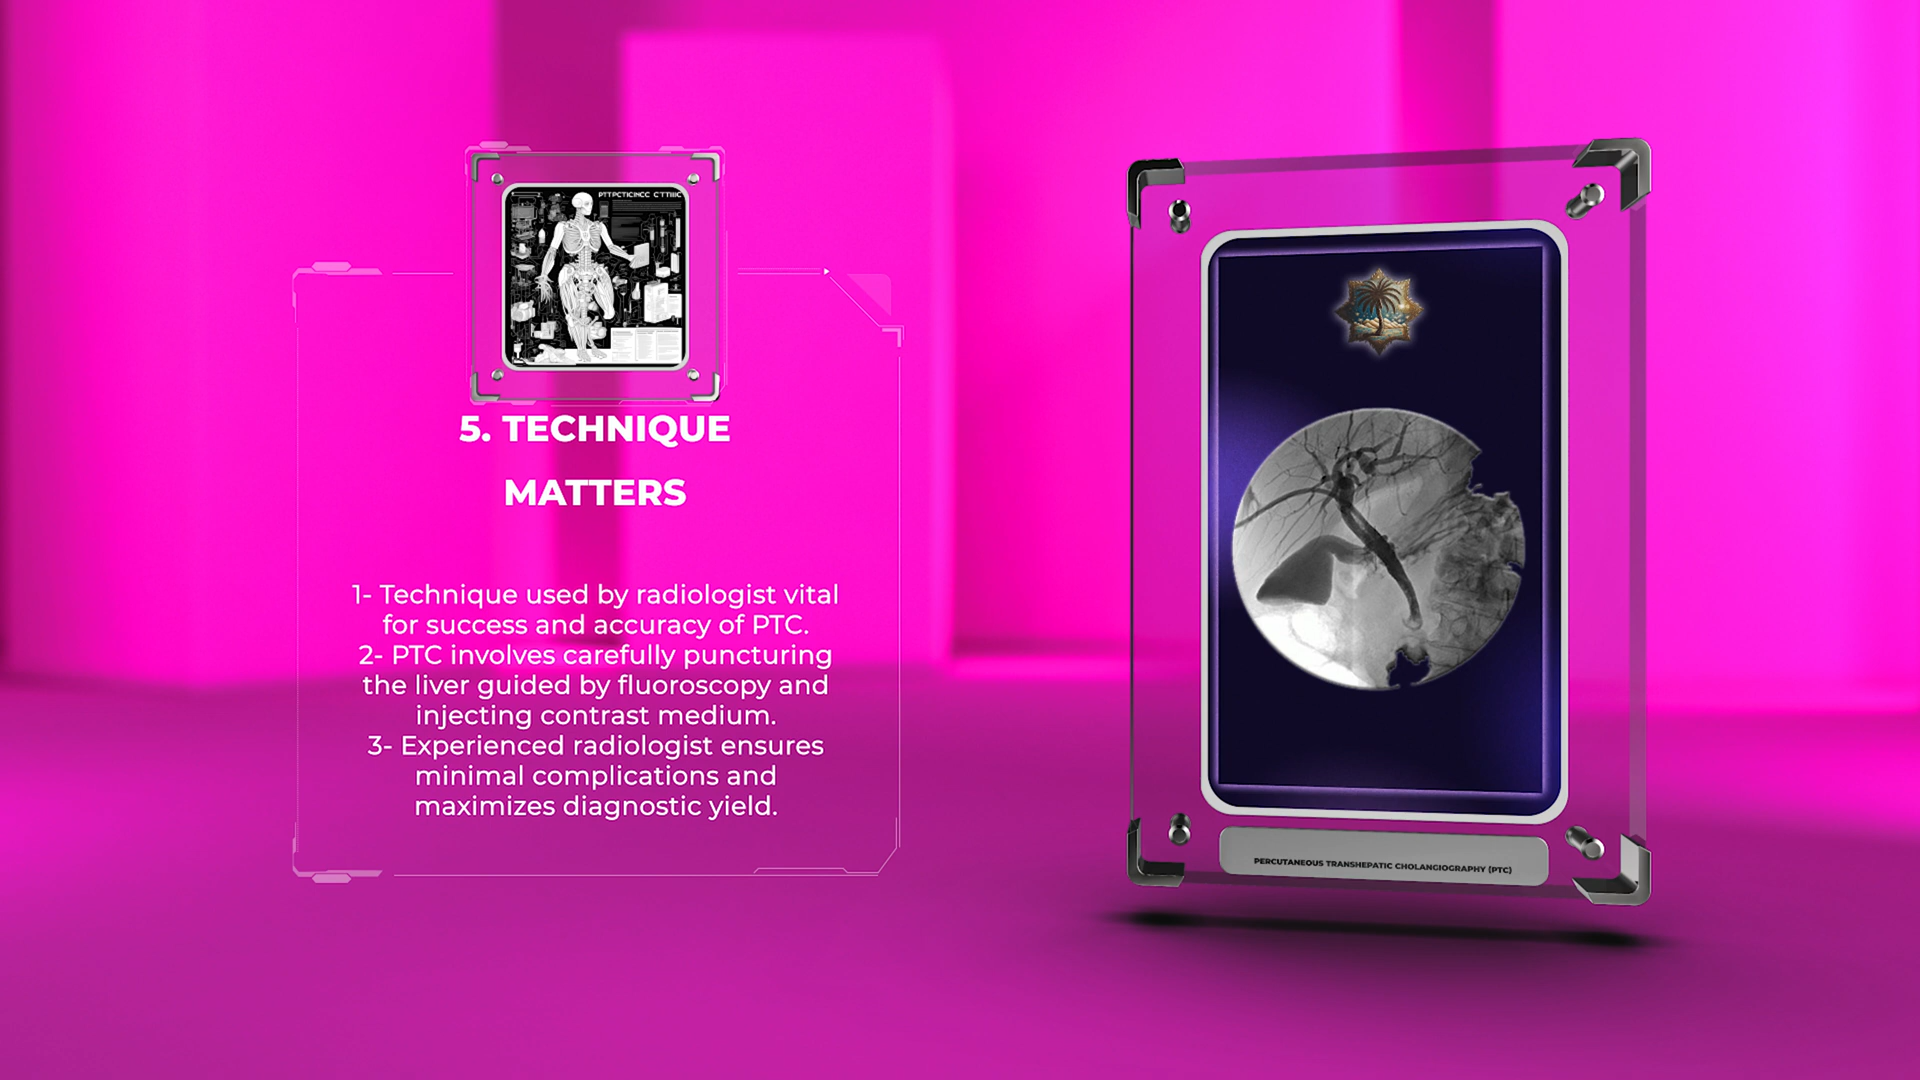 5. TECHNIQUE
MATTERS
1- Technique used by radiologist vital
for success and accuracy of PTC.
2- PTC involves carefully puncturing
the liver guided by fluoroscopy and
injecting contrast medium.
3- Experienced radiologist ensures
minimal complications and
maximizes diagnostic yield.
PERCUTANEOUS TRANSHEPATIC CHOLANGIOGRAPHY (PTC)